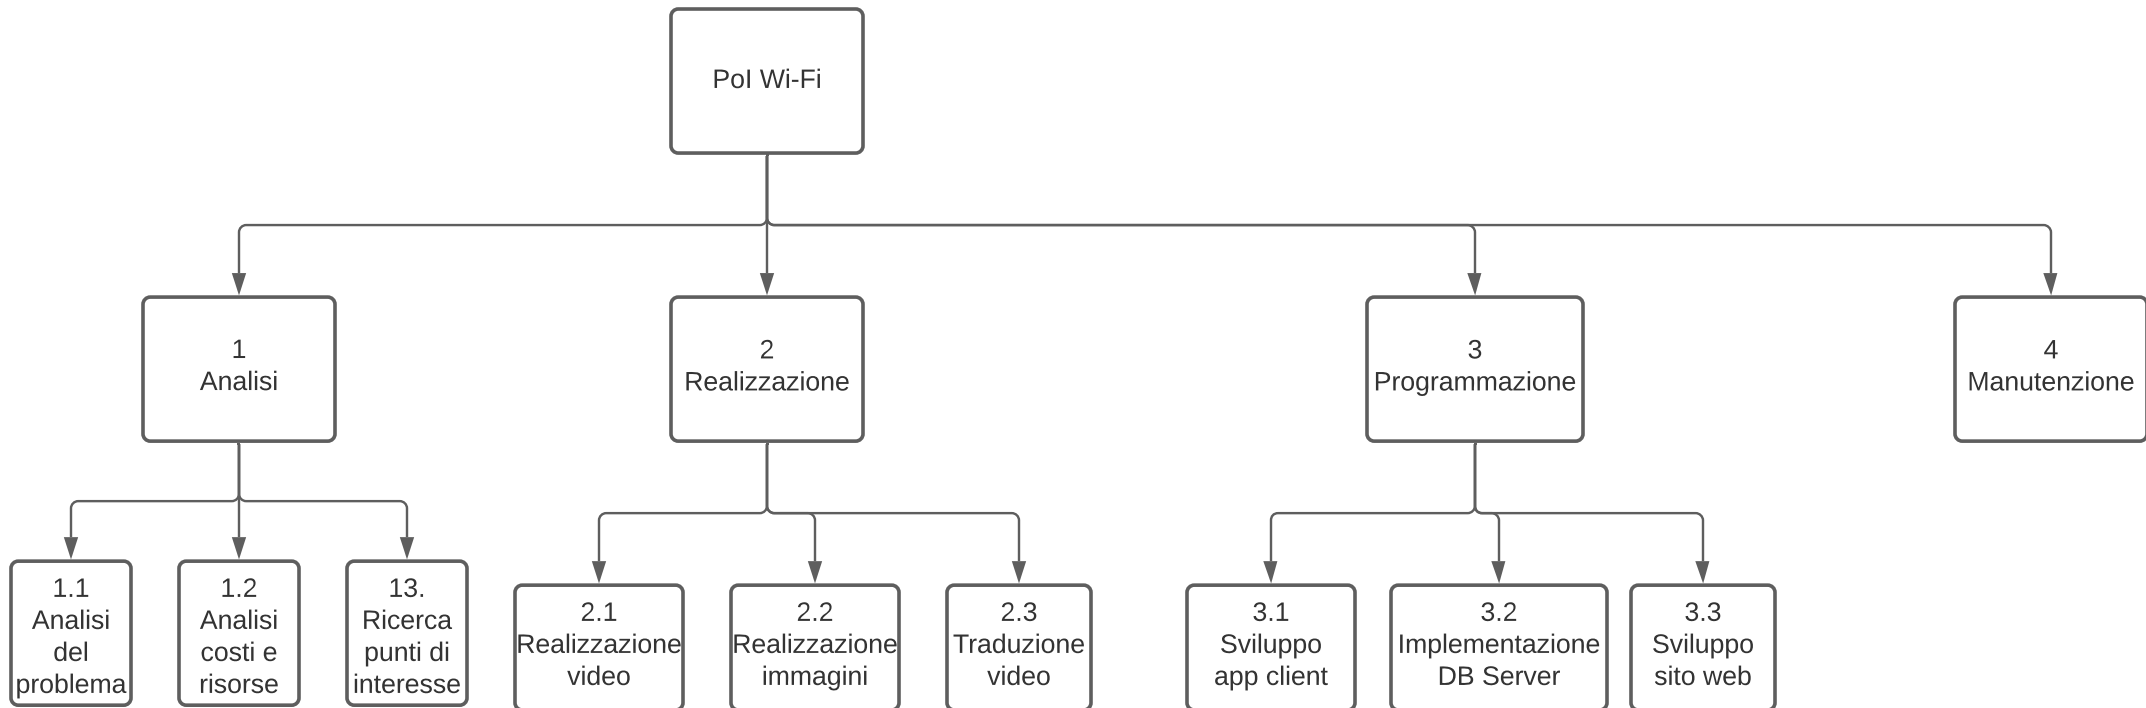 PoI Wi-Fi
1
Analisi
2
Realizzazione
3
Programmazione
4
Manutenzione
1.1
Analisi
del
problema
1.2
Analisi
costi e
risorse
13.
Ricerca
punti di
interesse
2.1
Realizzazione
video
2.2
Realizzazione
immagini
2.3
Traduzione
video
3.1
Sviluppo
app client
3.2
Implementazione
DB Server
3.3
Sviluppo
sito web